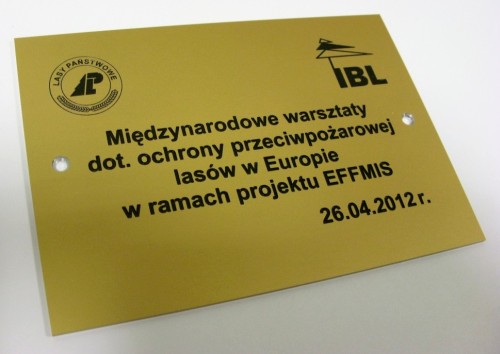 LASY PAŃSTWOWE
IBL
Międzynarodowe warsztaty
dot. ochrony przeciwpożarowej
lasów w Europie
w ramach projektu EFFMIS
26.04.2012 r.